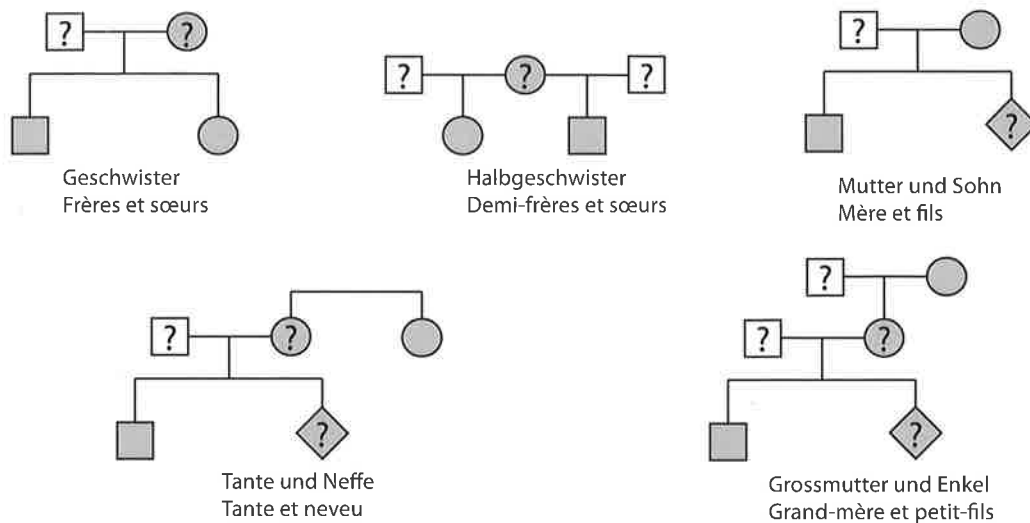 ? ?
Geschwister
Frères et sœurs
? ? ?
Halbgeschwister
Demi-frères et sœurs
?
?
Mutter und Sohn
Mère et fils
? ?
?
Tante und Neffe
Tante et neveu
?
? ?
?
Grossmutter und Enkel
Grand-mère et petit-fils